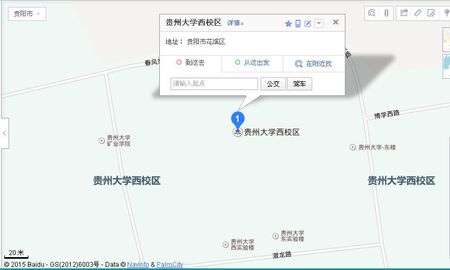 贵阳市
贵州大学西校区 详情»
地址： 贵阳市花溪区
到这去 从这出发 在附近找
请输入起点 公交 驾车
春风
1
贵州大学西校区
博学西路
贵州大学
矿业学院
贵州大学-东楼
贵州大学西校区
贵州大学西校区
贵州大学
西实验楼
贵州大学
东实验楼
潜龙路
20 米
© 2015 Baidu - GS(2012)6003号 - Data © NavInfo & PalmCity